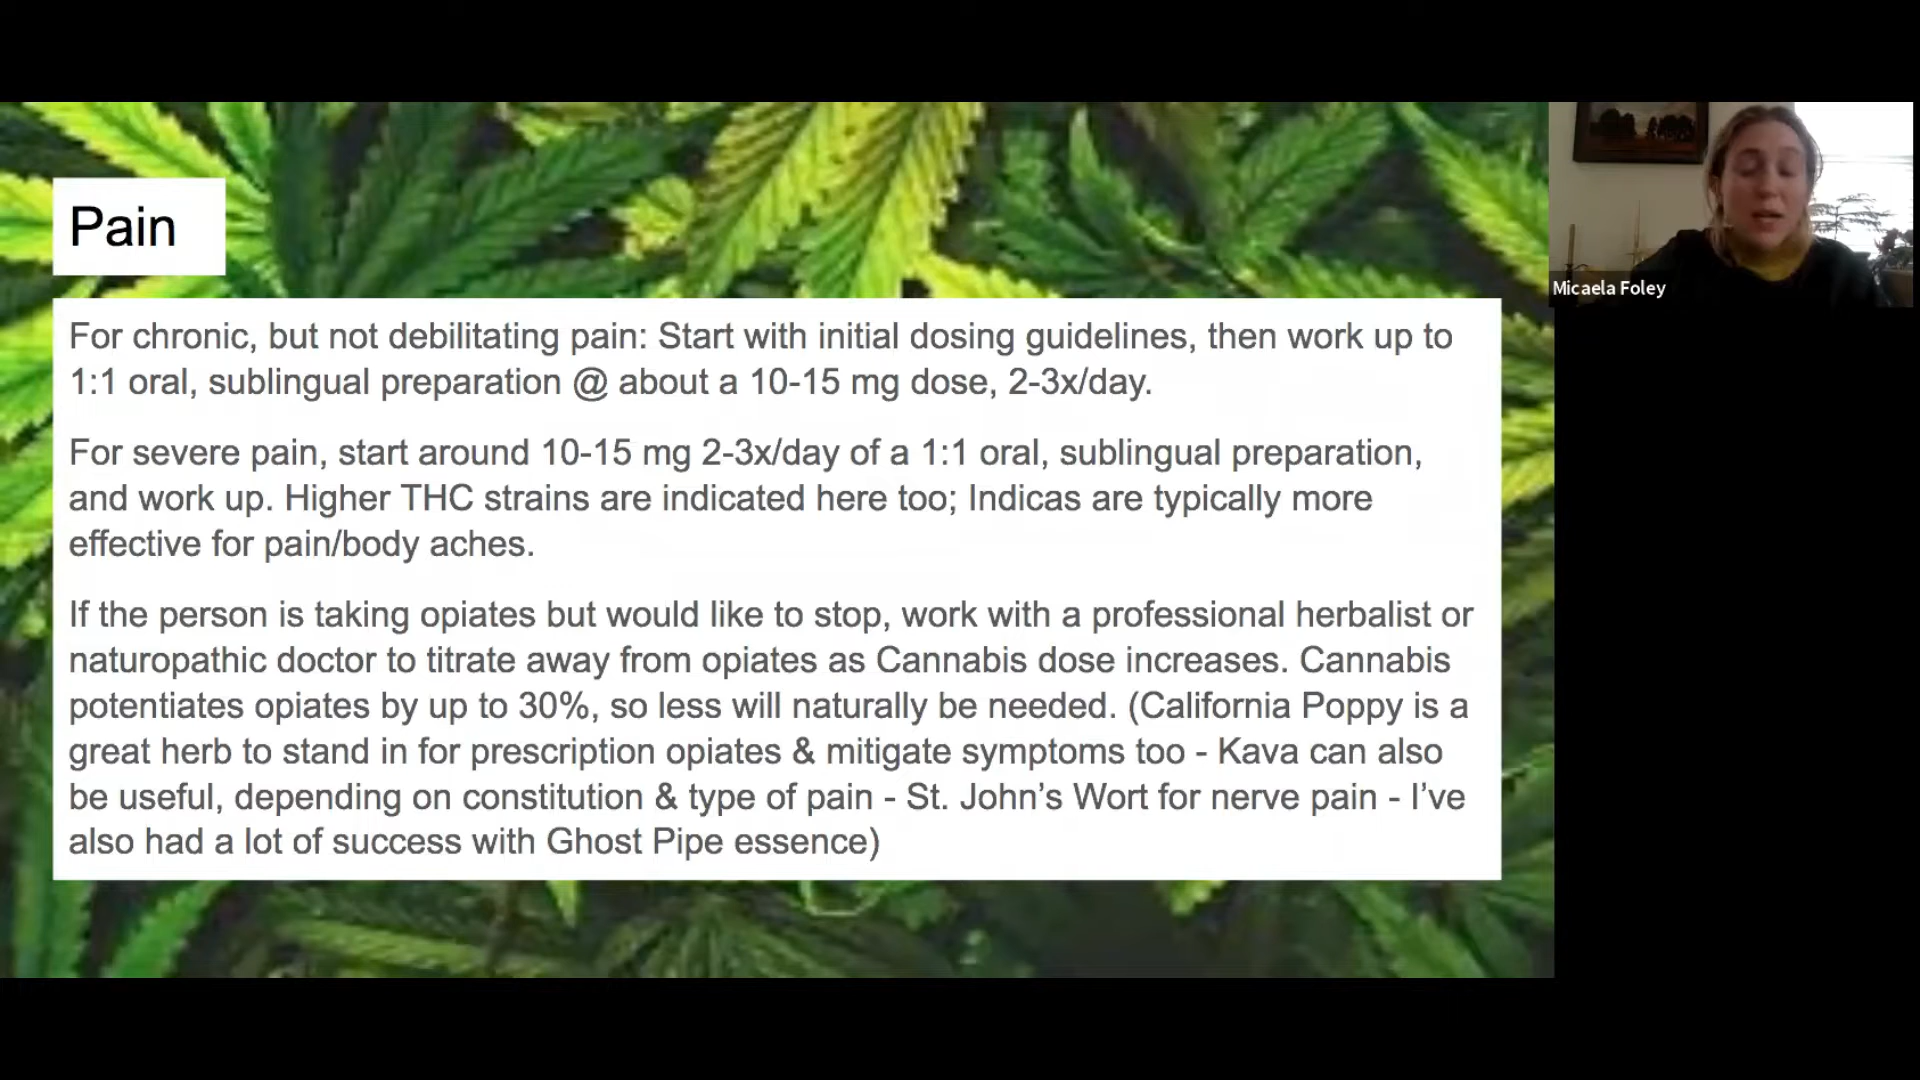 Pain
Micaela Foley
For chronic, but not debilitating pain: Start with initial dosing guidelines, then work up to
1:1 oral, sublingual preparation @ about a 10-15 mg dose, 2-3x/day.
For severe pain, start around 10-15 mg 2-3x/day of a 1:1 oral, sublingual preparation,
and work up. Higher THC strains are indicated here too; Indicas are typically more
effective for pain/body aches.
If the person is taking opiates but would like to stop, work with a professional herbalist or
naturopathic doctor to titrate away from opiates as Cannabis dose increases. Cannabis
potentiates opiates by up to 30%, so less will naturally be needed. (California Poppy is a
great herb to stand in for prescription opiates & mitigate symptoms too - Kava can also
be useful, depending on constitution & type of pain - St. John’s Wort for nerve pain - I’ve
also had a lot of success with Ghost Pipe essence)